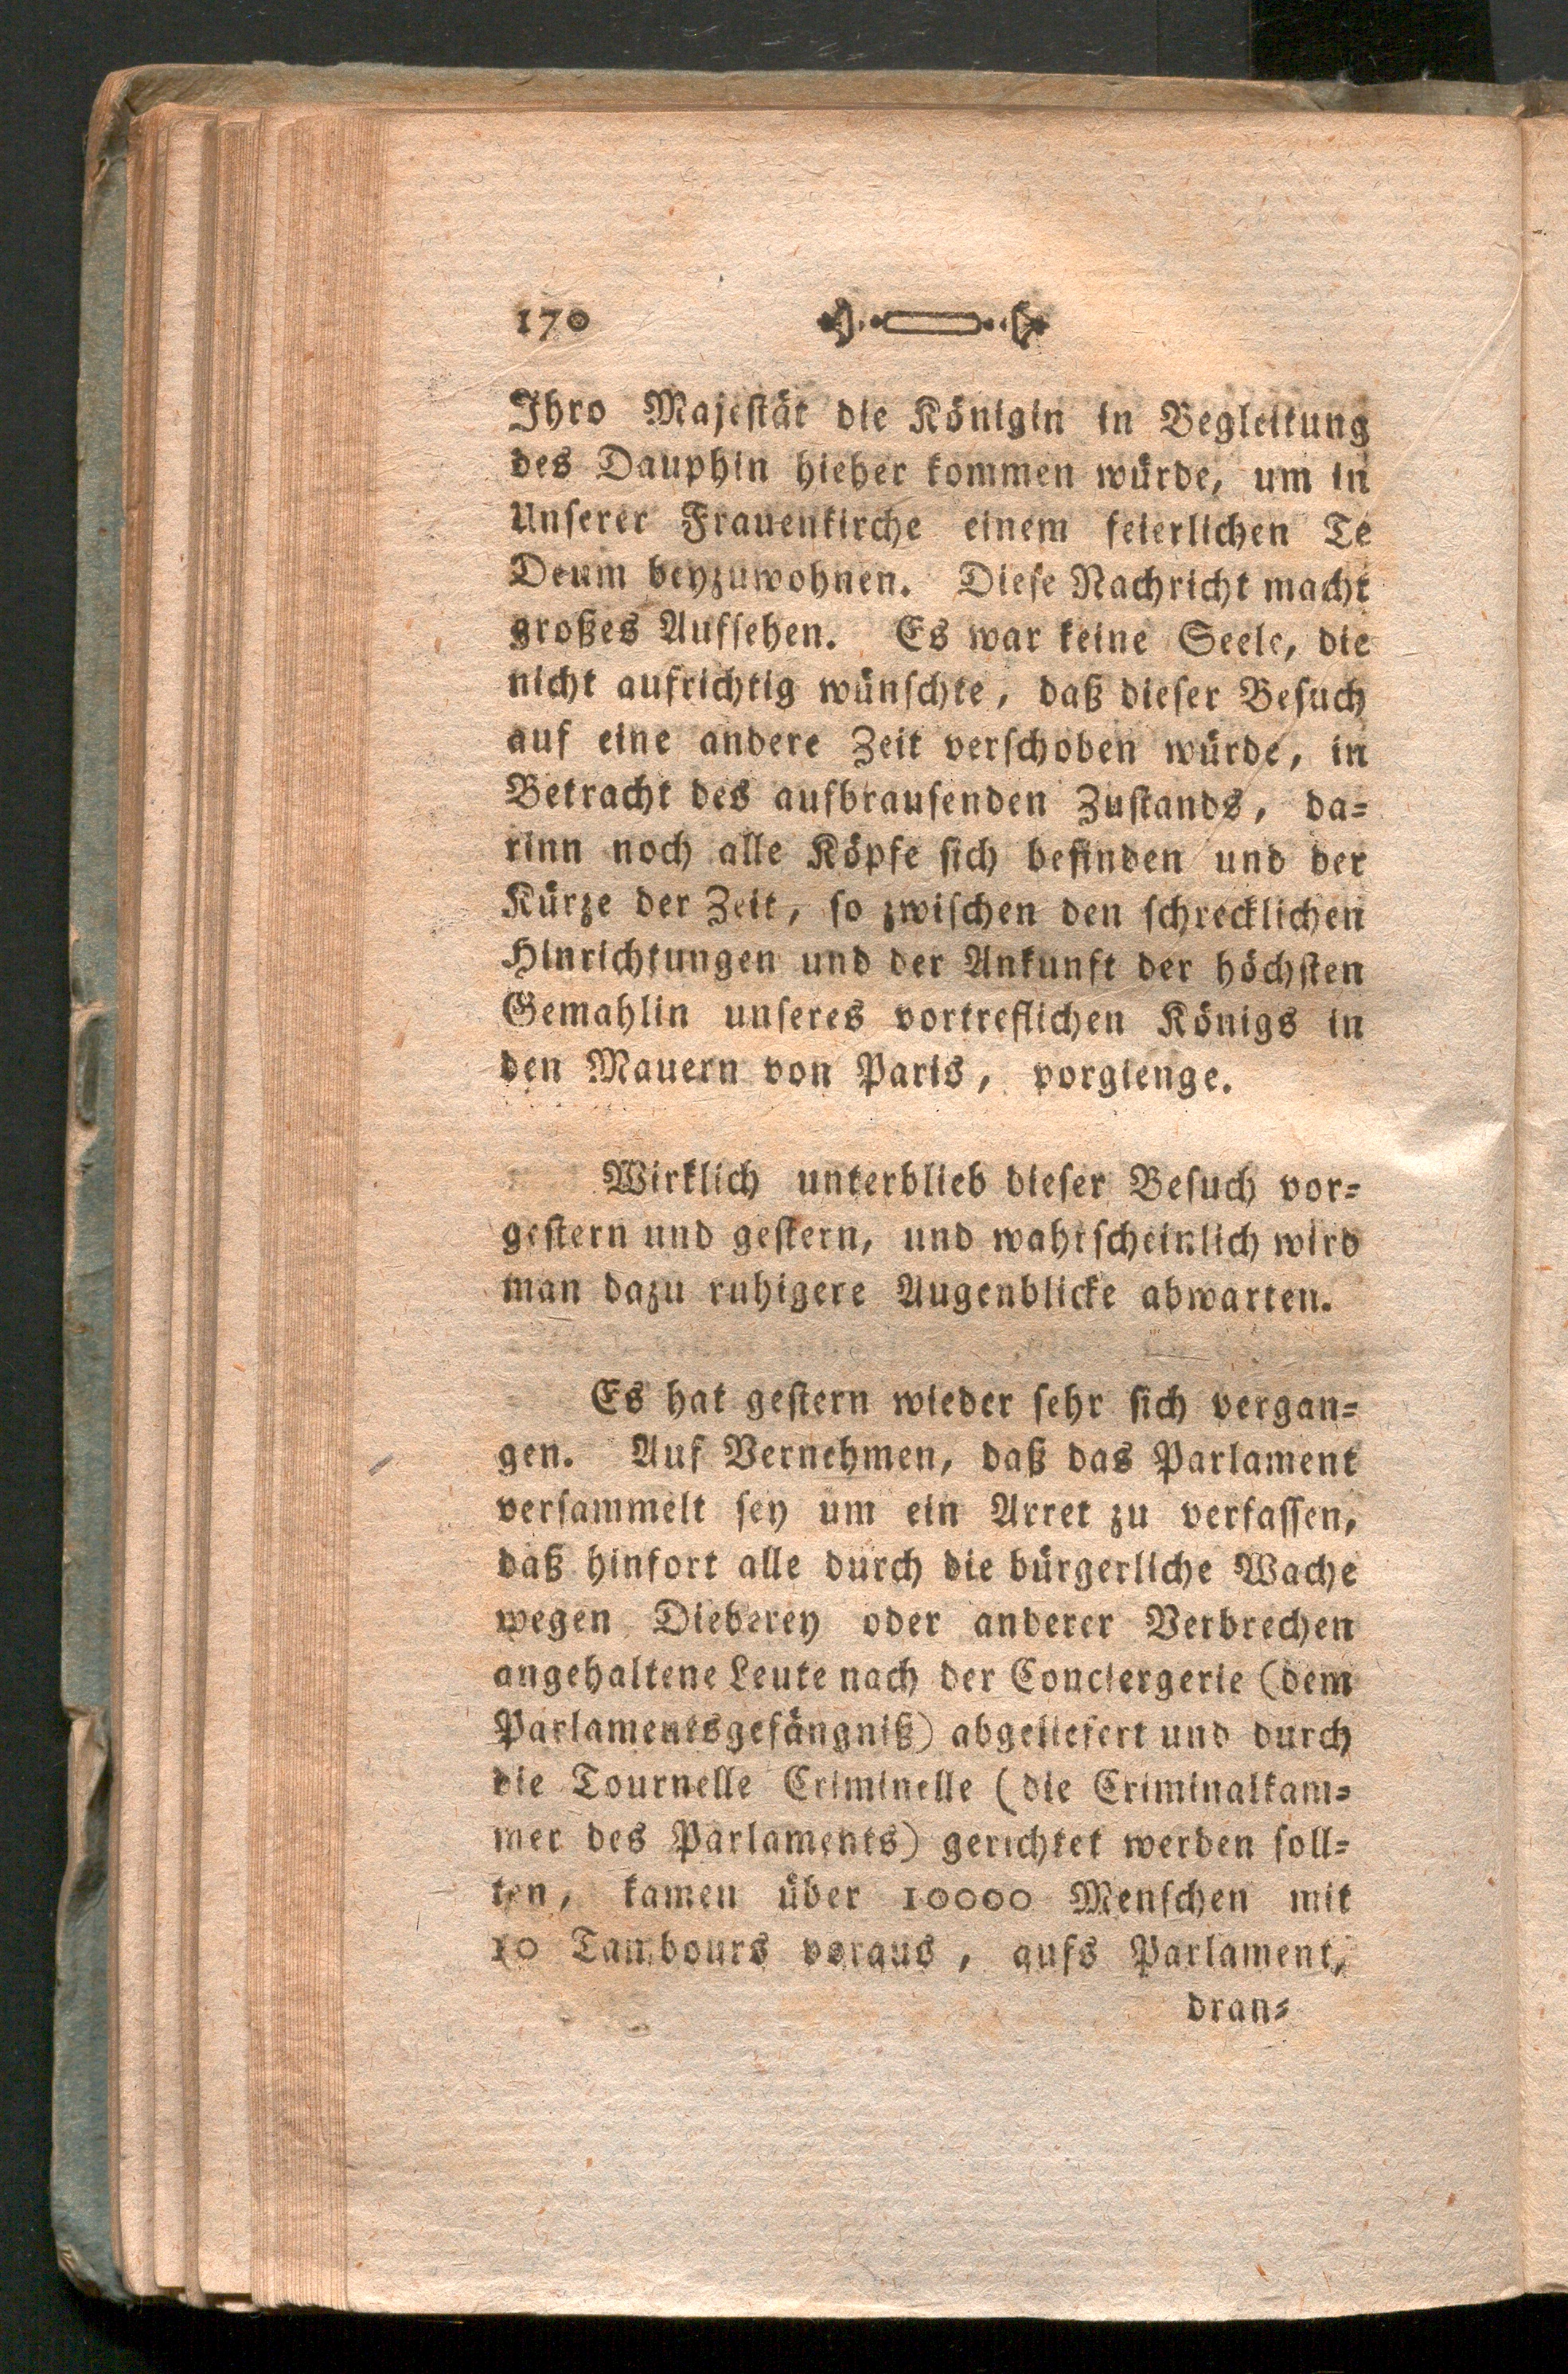 170
Ihro Majestät die Königin in Begleitung
des Dauphin hieher kommen würde, um in
Unserer Frauenkirche einem feierlichen Te
Deum beyzuwohnen. Diese Nachricht macht
großes Aufsehen. Es war keine Seele, die
nicht aufrichtig wünschte, daß dieser Besuch
auf eine andere Zeit verschoben würde, in
Betracht des aufbrausenden Zustands, da=
rinn noch alle Köpfe sich befinden und der
Kürze der Zeit, so zwischen den schrecklichen
Hinrichtungen und der Ankunft der höchsten
Gemahlin unseres vortreflichen Königs in
den Mauern von Paris, vorgienge.
Wirklich unterblieb dieser Besuch vor=
gestern und gestern, und wahrscheinlich wird
man dazu ruhigere Augenblicke abwarten.
Es hat gestern wieder sehr sich vergan=
gen. Auf Vernehmen, daß das Parlament
versammelt sey um ein Arret zu verfassen,
daß hinfort alle durch die bürgerliche Wache
wegen Dieberey oder anderer Verbrechen
angehaltene Leute nach der Conciergerie (dem
Parlamentsgefängniß) abgeliefert und durch
die Tournelle Criminelle (die Criminalkam=
mer des Parlaments) gerichtet werden soll=
ten, kamen über 10000 Menschen mit
10 Tambours voraus, aufs Parlament,
dran=